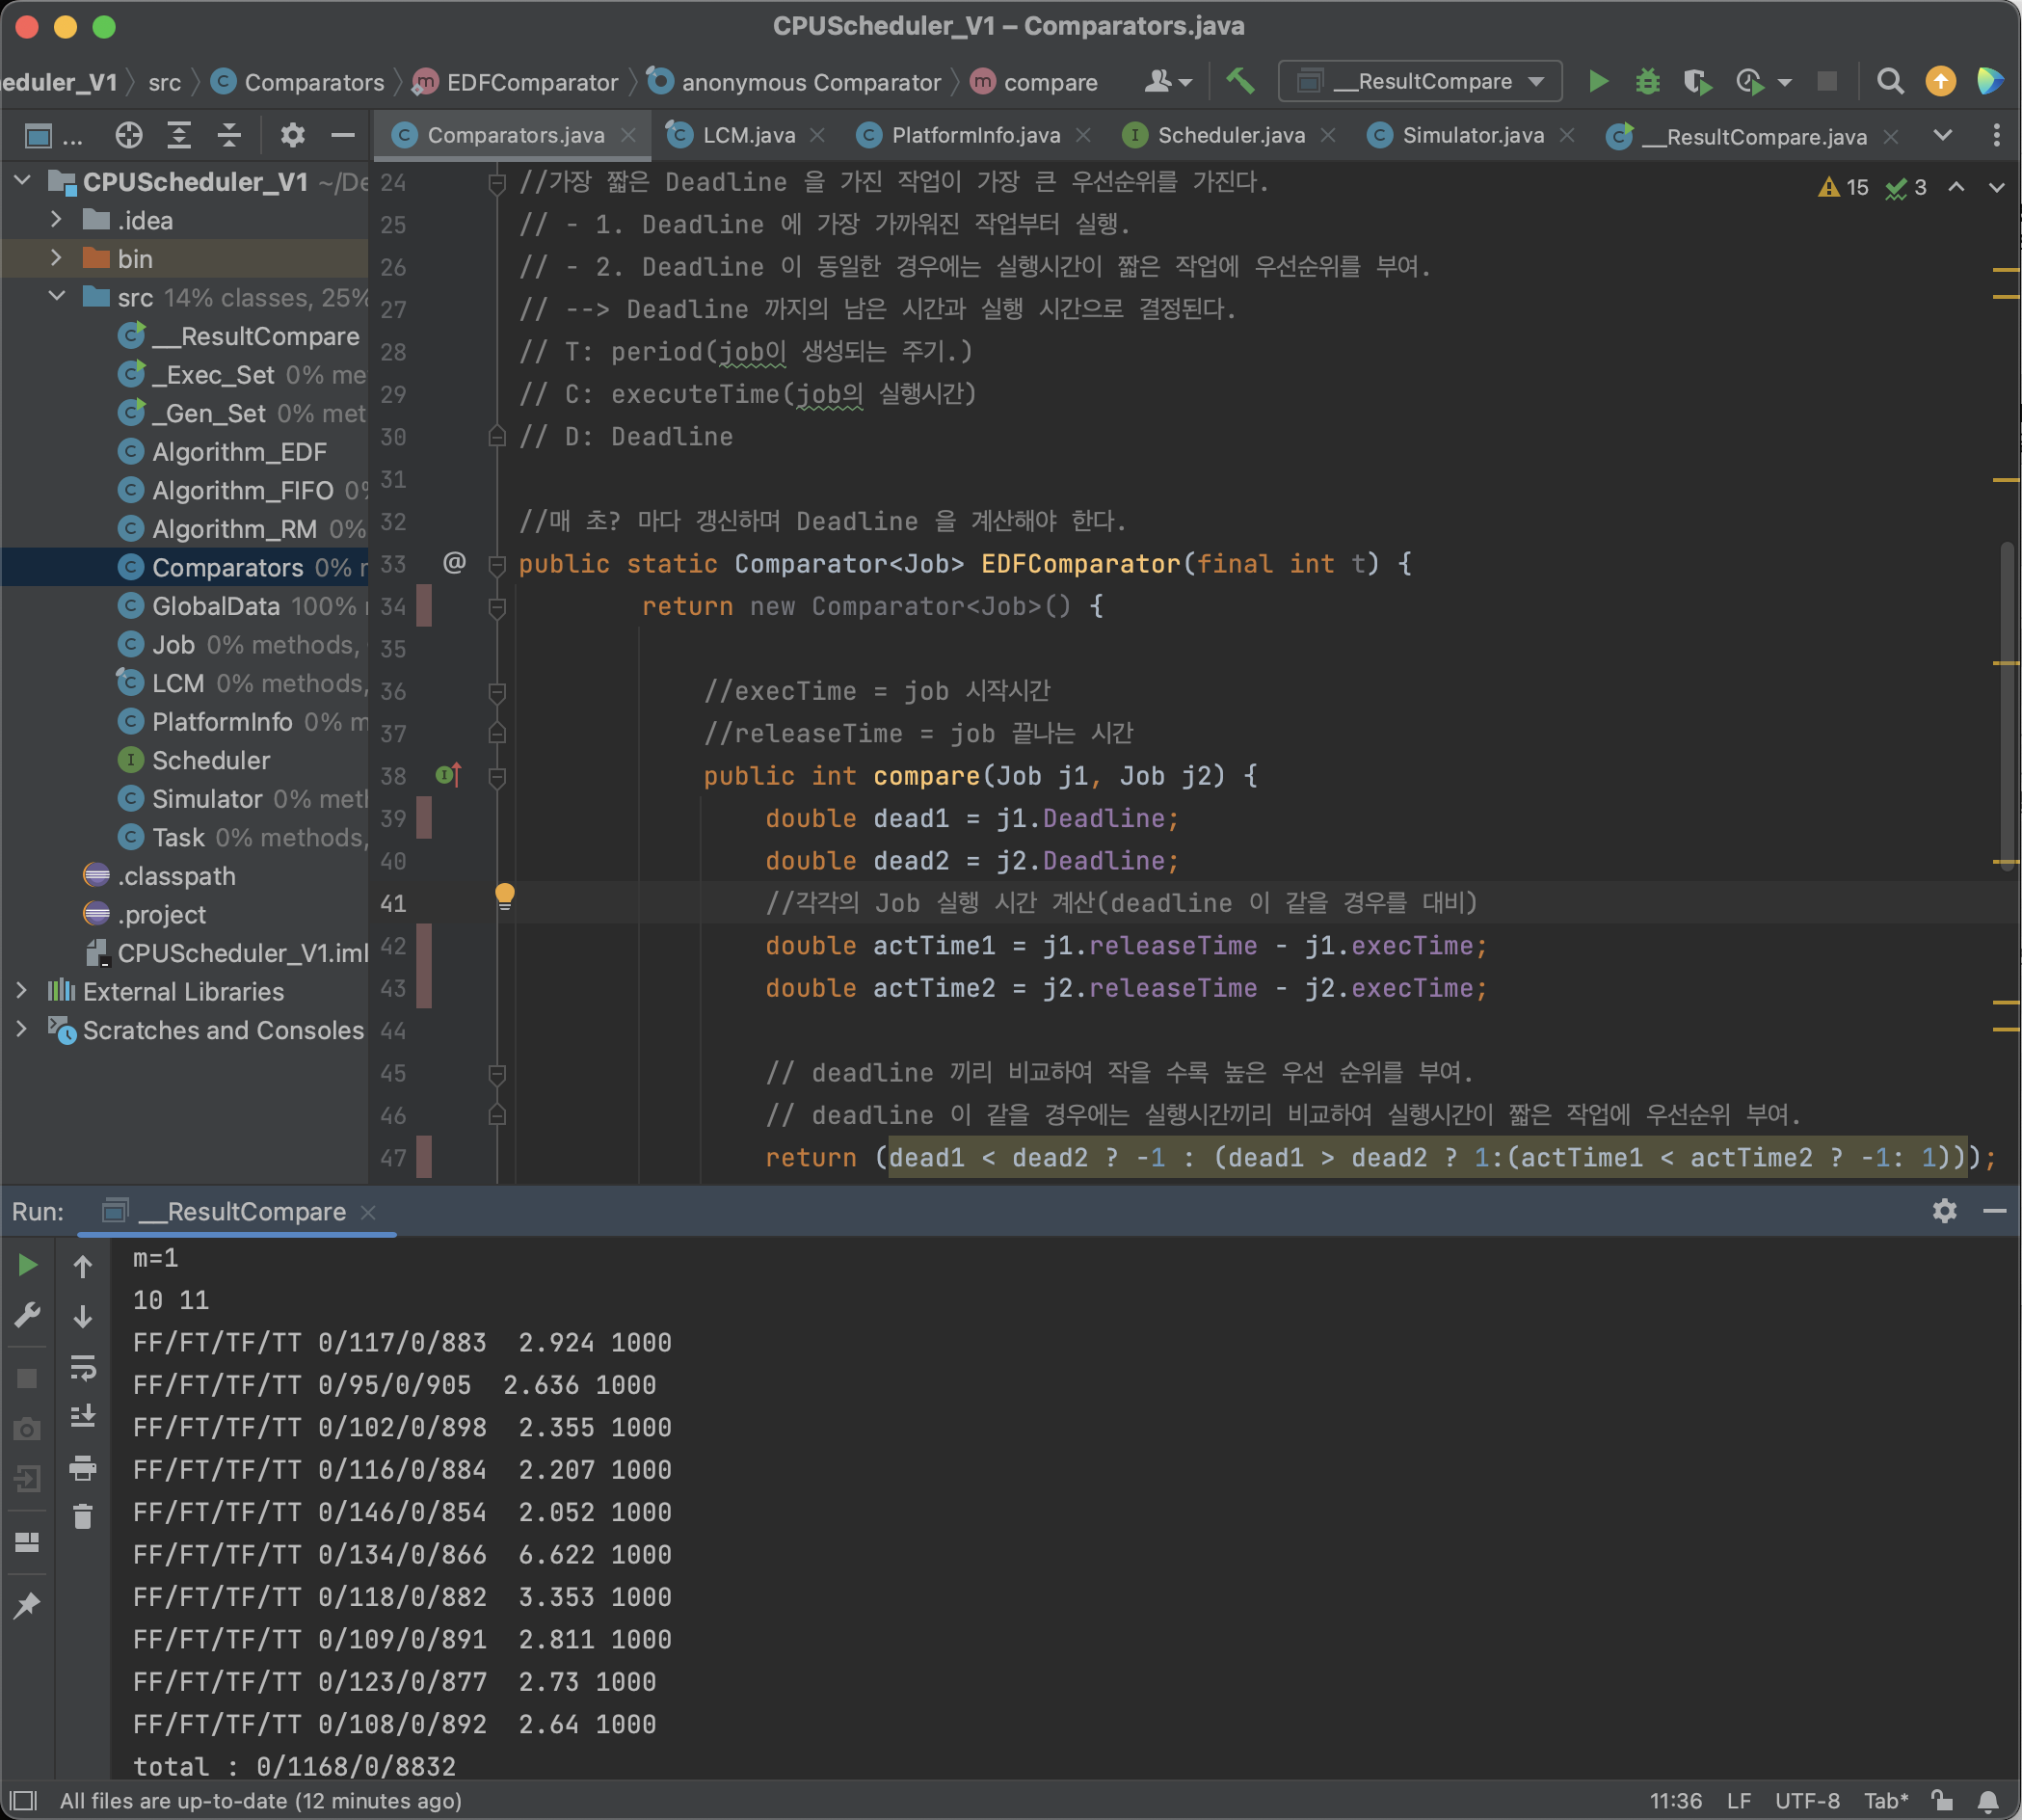 CPUScheduler_V1 – Comparators.java
eduler_V1 src Comparators EDFComparator anonymous Comparator compare __ResultCompare
... Comparators.java LCM.java PlatformInfo.java Scheduler.java Simulator.java __ResultCompare.java
CPUScheduler_V1 ~/De
.idea
bin
src 14% classes, 25%
__ResultCompare
_Exec_Set 0% me
_Gen_Set 0% met
Algorithm_EDF
Algorithm_FIFO 0%
Algorithm_RM 0%
Comparators 0% r
GlobalData 100%
Job 0% methods,
LCM 0% methods,
PlatformInfo 0% m
Scheduler
Simulator 0% met
Task 0% methods,
.classpath
.project
CPUScheduler_V1.iml
External Libraries
Scratches and Consoles
15 3
24 //가장 짧은 Deadline 을 가진 작업이 가장 큰 우선순위를 가진다.
25 // - 1. Deadline 에 가장 가까워진 작업부터 실행.
26 // - 2. Deadline 이 동일한 경우에는 실행시간이 짧은 작업에 우선순위를 부여.
27 // --> Deadline 까지의 남은 시간과 실행 시간으로 결정된다.
28 // T: period(job이 생성되는 주기.)
29 // C: executeTime(job의 실행시간)
30 // D: Deadline
31
32 //매 초? 마다 갱신하며 Deadline 을 계산해야 한다.
33 @ public static Comparator<Job> EDFComparator(final int t) {
34 return new Comparator<Job>() {
35
36 //execTime = job 시작시간
37 //releaseTime = job 끝나는 시간
38 public int compare(Job j1, Job j2) {
39 double dead1 = j1.Deadline;
40 double dead2 = j2.Deadline;
41 //각각의 Job 실행 시간 계산(deadline 이 같을 경우를 대비)
42 double actTime1 = j1.releaseTime - j1.execTime;
43 double actTime2 = j2.releaseTime - j2.execTime;
44
45 // deadline 끼리 비교하여 작을 수록 높은 우선 순위를 부여.
46 // deadline 이 같을 경우에는 실행시간끼리 비교하여 실행시간이 짧은 작업에 우선순위 부여.
47 return (dead1 < dead2 ? -1 : (dead1 > dead2 ? 1:(actTime1 < actTime2 ? -1: 1)));
Run: __ResultCompare
m=1
10 11
FF/FT/TF/TT 0/117/0/883  2.924 1000
FF/FT/TF/TT 0/95/0/905  2.636 1000
FF/FT/TF/TT 0/102/0/898  2.355 1000
FF/FT/TF/TT 0/116/0/884  2.207 1000
FF/FT/TF/TT 0/146/0/854  2.052 1000
FF/FT/TF/TT 0/134/0/866  6.622 1000
FF/FT/TF/TT 0/118/0/882  3.353 1000
FF/FT/TF/TT 0/109/0/891  2.811 1000
FF/FT/TF/TT 0/123/0/877  2.73 1000
FF/FT/TF/TT 0/108/0/892  2.64 1000
total : 0/1168/0/8832
All files are up-to-date (12 minutes ago) 11:36 LF UTF-8 Tab*